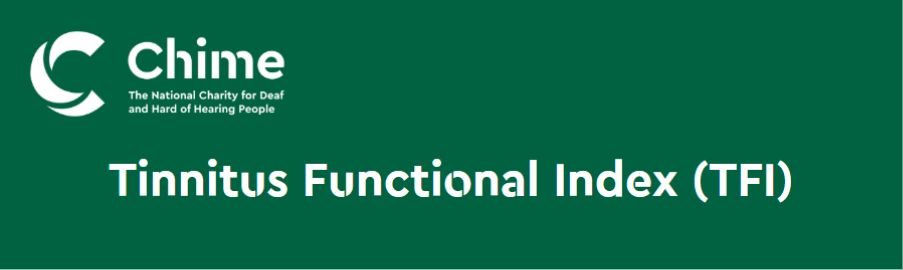 Chime
The National Charity for Deaf
and Hard of Hearing People
Tinnitus Functional Index (TFI)